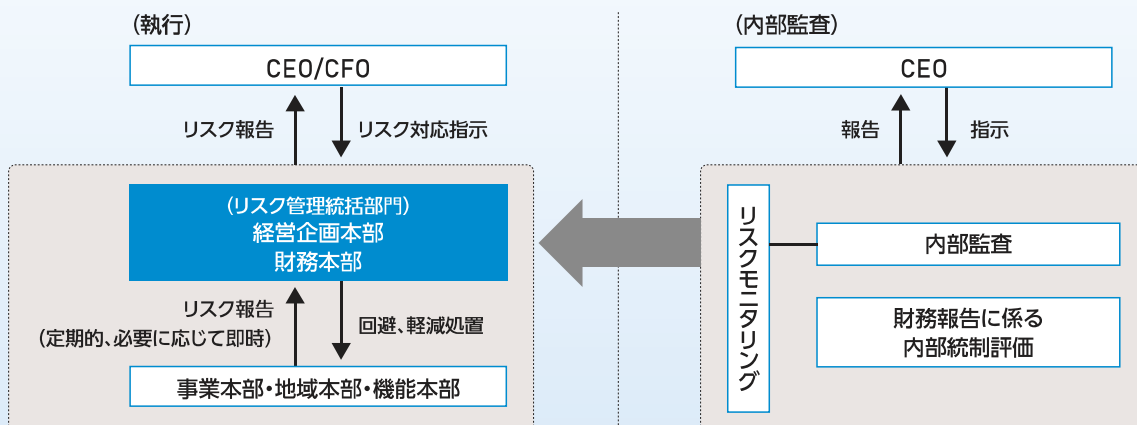 （執行）
CEO/CFO
リスク報告
リスク対応指示
（リスク管理統括部門）
経営企画本部
財務本部
リスク報告
（定期的、必要に応じて即時）
回避、軽減処置
事業本部・地域本部・機能本部
（内部監査）
CEO
報告
指示
リスクモニタリング
内部監査
財務報告に係る
内部統制評価